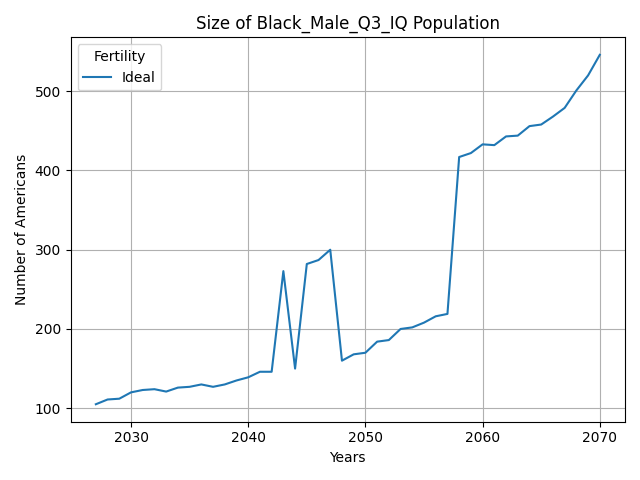 Size of Black_Male_Q3_IQ Population
Fertility
Ideal
Number of Americans
500
400
300
200
100
2030 2040 2050 2060 2070
Years